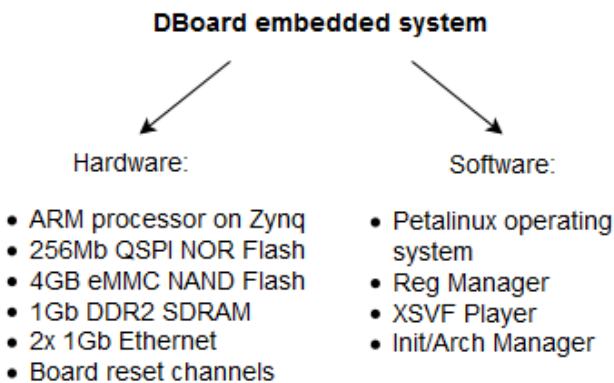 DBoard embedded system
Hardware:
• ARM processor on Zynq
• 256Mb QSPI NOR Flash
• 4GB eMMC NAND Flash
• 1Gb DDR2 SDRAM
• 2x 1Gb Ethernet
• Board reset channels
Software:
• Petalinux operating
system
• Reg Manager
• XSVF Player
• Init/Arch Manager